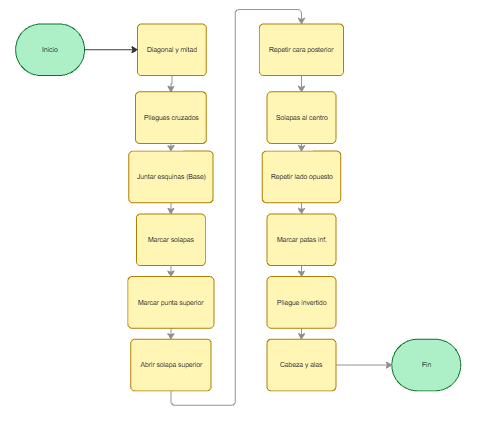 Inicio
Diagonal y mitad
Pliegues cruzados
Juntar esquinas (Base)
Marcar solapas
Marcar punta superior
Abrir solapa superior
Repetir cara posterior
Solapas al centro
Repetir lado opuesto
Marcar patas inf.
Pliegue invertido
Cabeza y alas
Fin